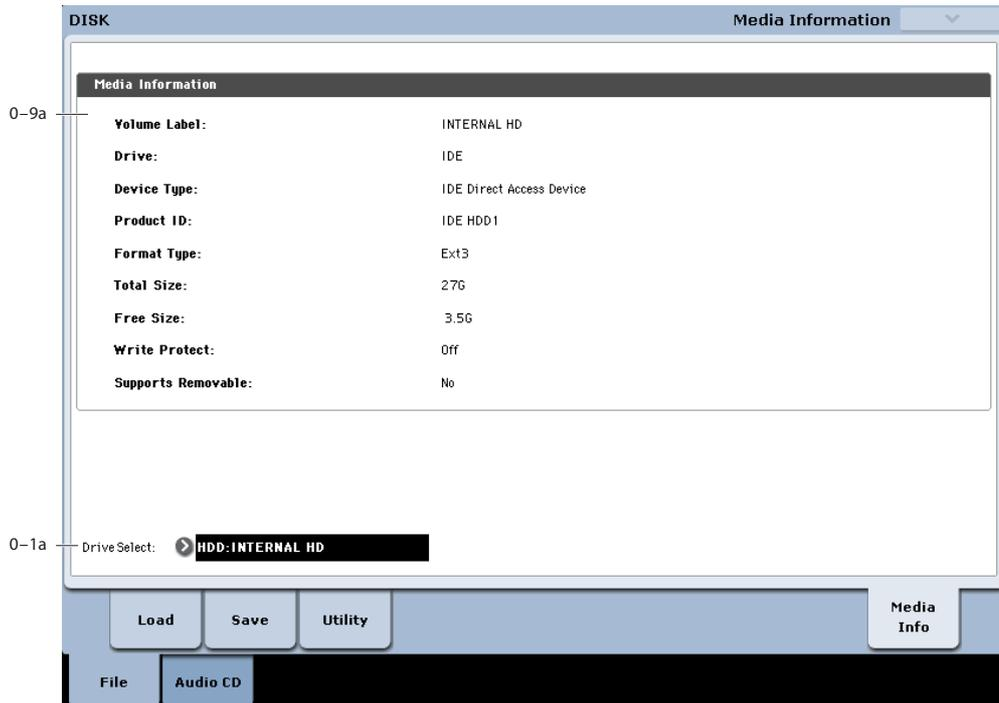 DISK
Media Information
Media Information
0–9a
Volume Label: INTERNAL HD
Drive: IDE
Device Type: IDE Direct Access Device
Product ID: IDE HDD1
Format Type: Ext3
Total Size: 27G
Free Size: 3.5G
Write Protect: Off
Supports Removable: No
0–1a
Drive Select: HDD:INTERNAL HD
Load Save Utility Media Info
File Audio CD